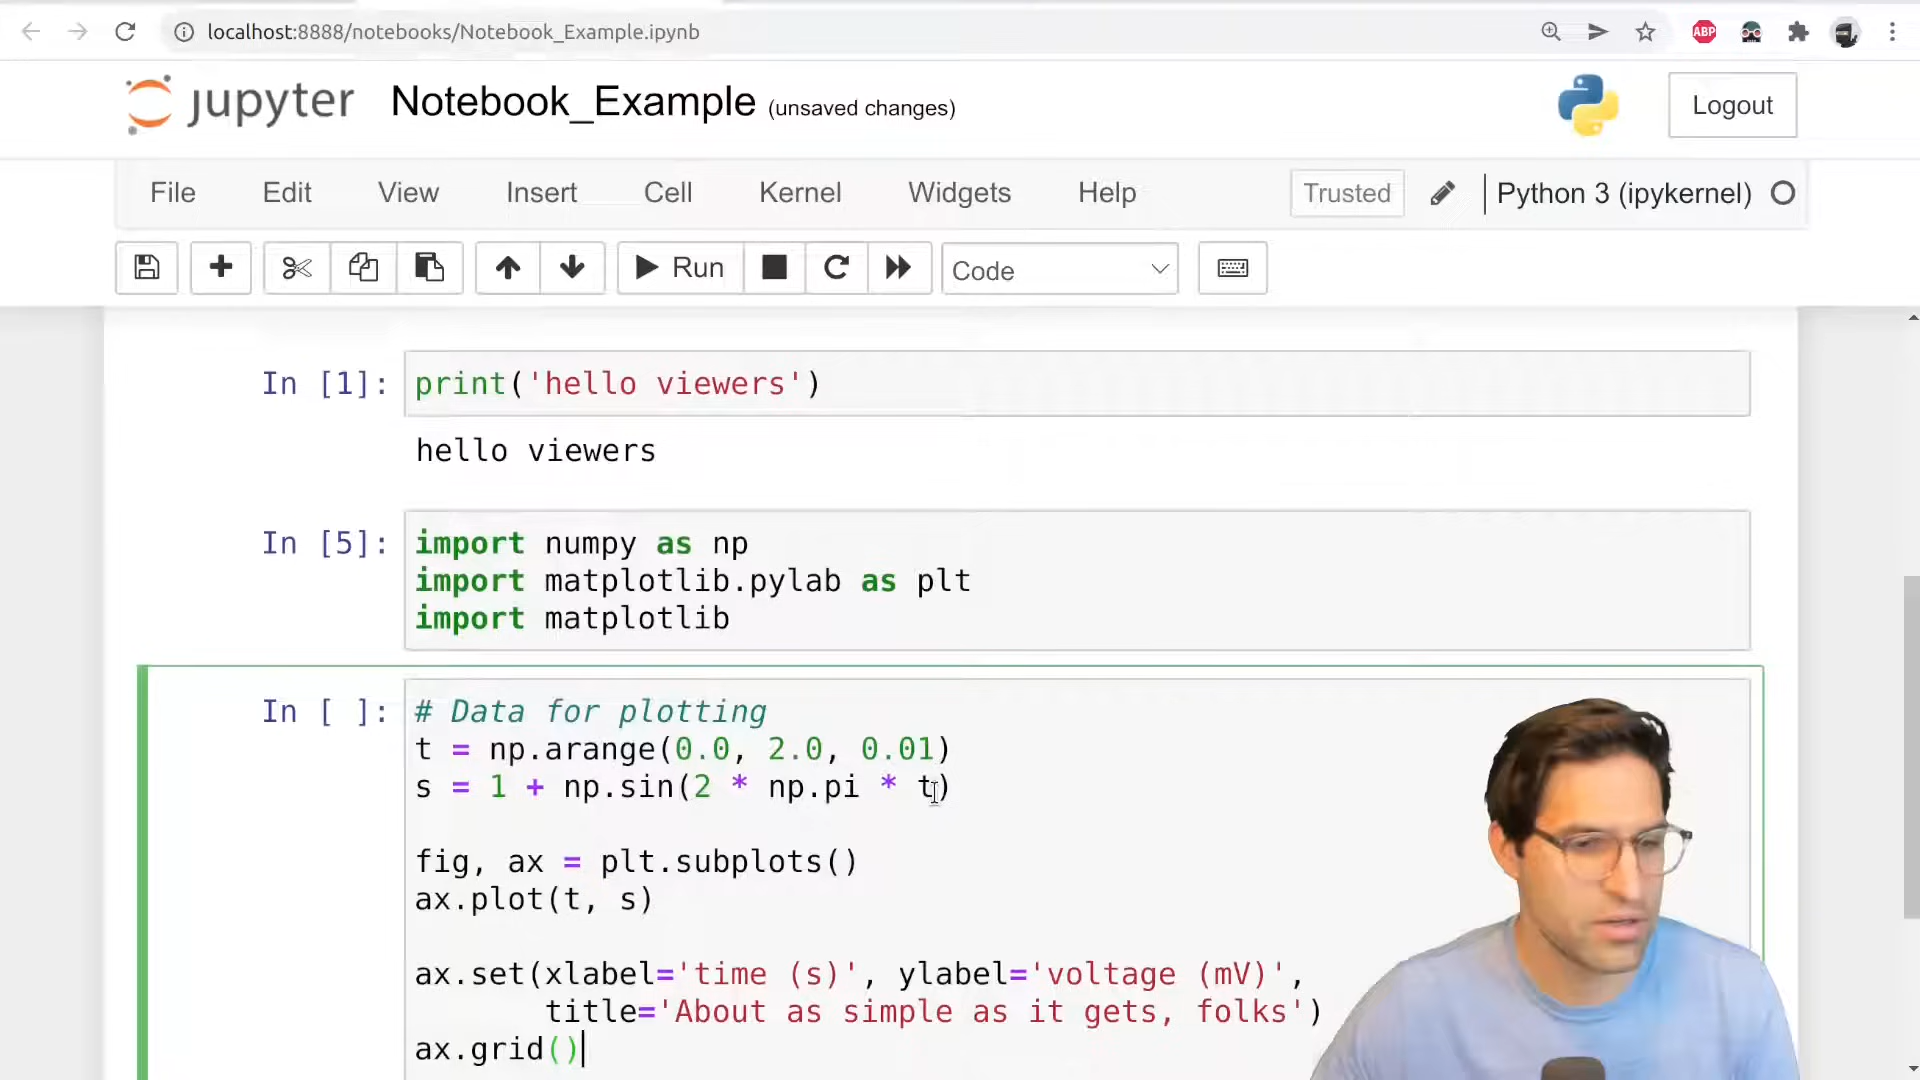 localhost:8888/notebooks/Notebook_Example.ipynb
ABP
jupyter Notebook_Example (unsaved changes)
Logout
File Edit View Insert Cell Kernel Widgets Help Trusted Python 3 (ipykernel)
Run Code
In [1]: print('hello viewers')
hello viewers
In [5]: import numpy as np
import matplotlib.pylab as plt
import matplotlib
In [ ]: # Data for plotting
t = np.arange(0.0, 2.0, 0.01)
s = 1 + np.sin(2 * np.pi * t)
fig, ax = plt.subplots()
ax.plot(t, s)
ax.set(xlabel='time (s)', ylabel='voltage (mV)',
title='About as simple as it gets, folks')
ax.grid()